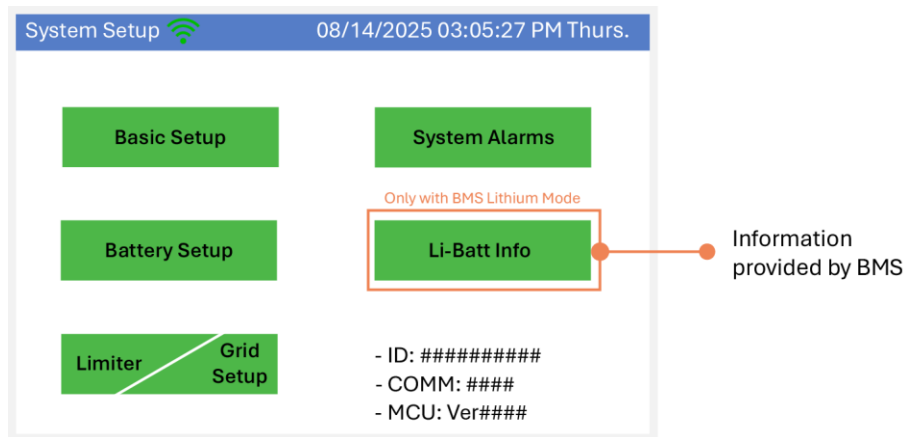 System Setup
08/14/2025 03:05:27 PM Thurs.
Basic Setup
System Alarms
Only with BMS Lithium Mode
Battery Setup
Li-Batt Info
Information
provided by BMS
Limiter
Grid
Setup
- ID: ##########
- COMM: ####
- MCU: Ver####